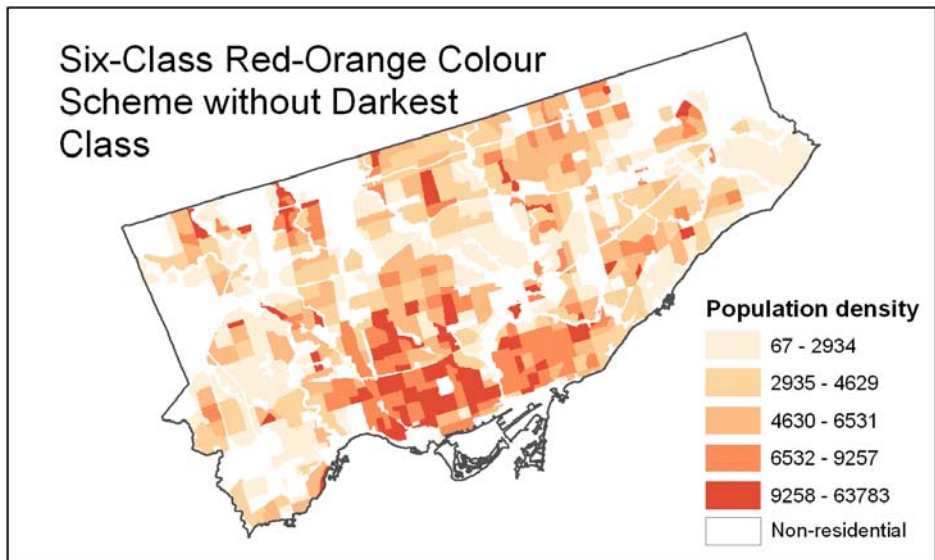 Six-Class Red-Orange Colour
Scheme without Darkest
Class
Population density
67 - 2934
2935 - 4629
4630 - 6531
6532 - 9257
9258 - 63783
Non-residential